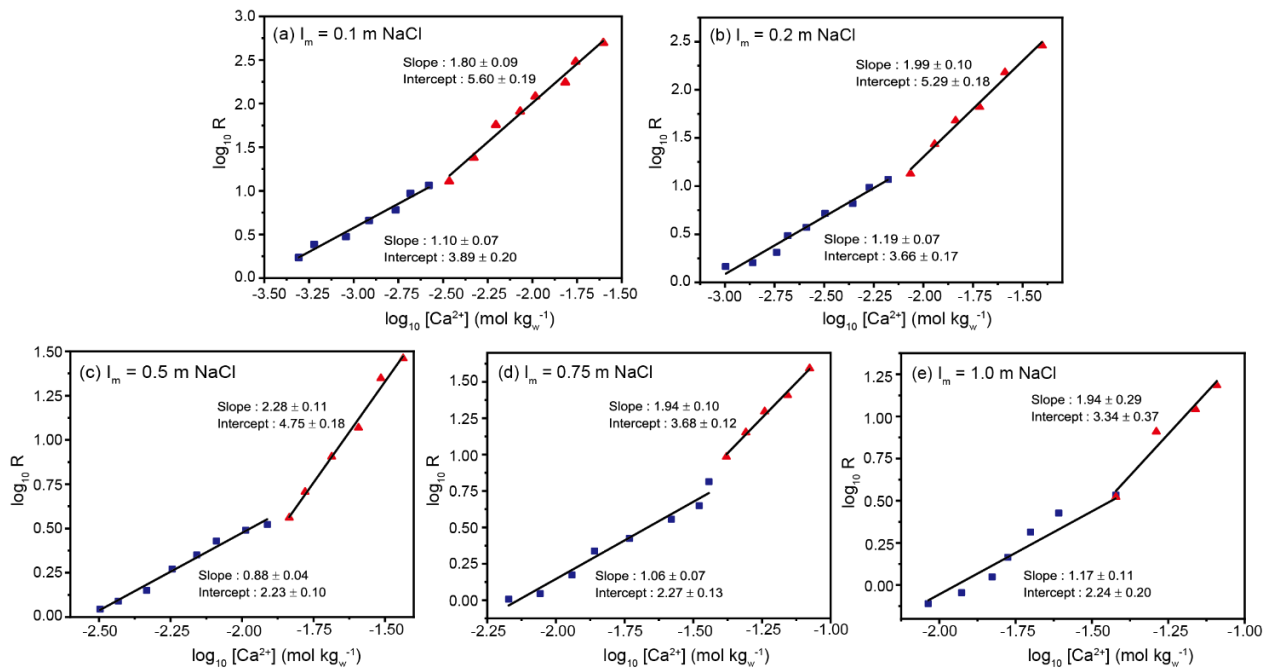 (a) Iₘ = 0.1 m NaCl
Slope : 1.80 ± 0.09
Intercept : 5.60 ± 0.19
Slope : 1.10 ± 0.07
Intercept : 3.89 ± 0.20
log₁₀ R
3.0
2.5
2.0
1.5
1.0
0.5
0.0
-3.50 -3.25 -3.00 -2.75 -2.50 -2.25 -2.00 -1.75 -1.50
log₁₀ [Ca²⁺] (mol kg_w⁻¹)
(b) Iₘ = 0.2 m NaCl
Slope : 1.99 ± 0.10
Intercept : 5.29 ± 0.18
Slope : 1.19 ± 0.07
Intercept : 3.66 ± 0.17
log₁₀ R
2.5
2.0
1.5
1.0
0.5
0.0
-3.00 -2.75 -2.50 -2.25 -2.00 -1.75 -1.50
log₁₀ [Ca²⁺] (mol kg_w⁻¹)
(c) Iₘ = 0.5 m NaCl
Slope : 2.28 ± 0.11
Intercept : 4.75 ± 0.18
Slope : 0.88 ± 0.04
Intercept : 2.23 ± 0.10
log₁₀ R
1.50
1.25
1.00
0.75
0.50
0.25
0.00
-2.50 -2.25 -2.00 -1.75 -1.50
log₁₀ [Ca²⁺] (mol kg_w⁻¹)
(d) Iₘ = 0.75 m NaCl
Slope : 1.94 ± 0.10
Intercept : 3.68 ± 0.12
Slope : 1.06 ± 0.07
Intercept : 2.27 ± 0.13
log₁₀ R
1.50
1.25
1.00
0.75
0.50
0.25
0.00
-2.25 -2.00 -1.75 -1.50 -1.25 -1.00
log₁₀ [Ca²⁺] (mol kg_w⁻¹)
(e) Iₘ = 1.0 m NaCl
Slope : 1.94 ± 0.29
Intercept : 3.34 ± 0.37
Slope : 1.17 ± 0.11
Intercept : 2.24 ± 0.20
log₁₀ R
1.25
1.00
0.75
0.50
0.25
0.00
-2.00 -1.75 -1.50 -1.25 -1.00
log₁₀ [Ca²⁺] (mol kg_w⁻¹)